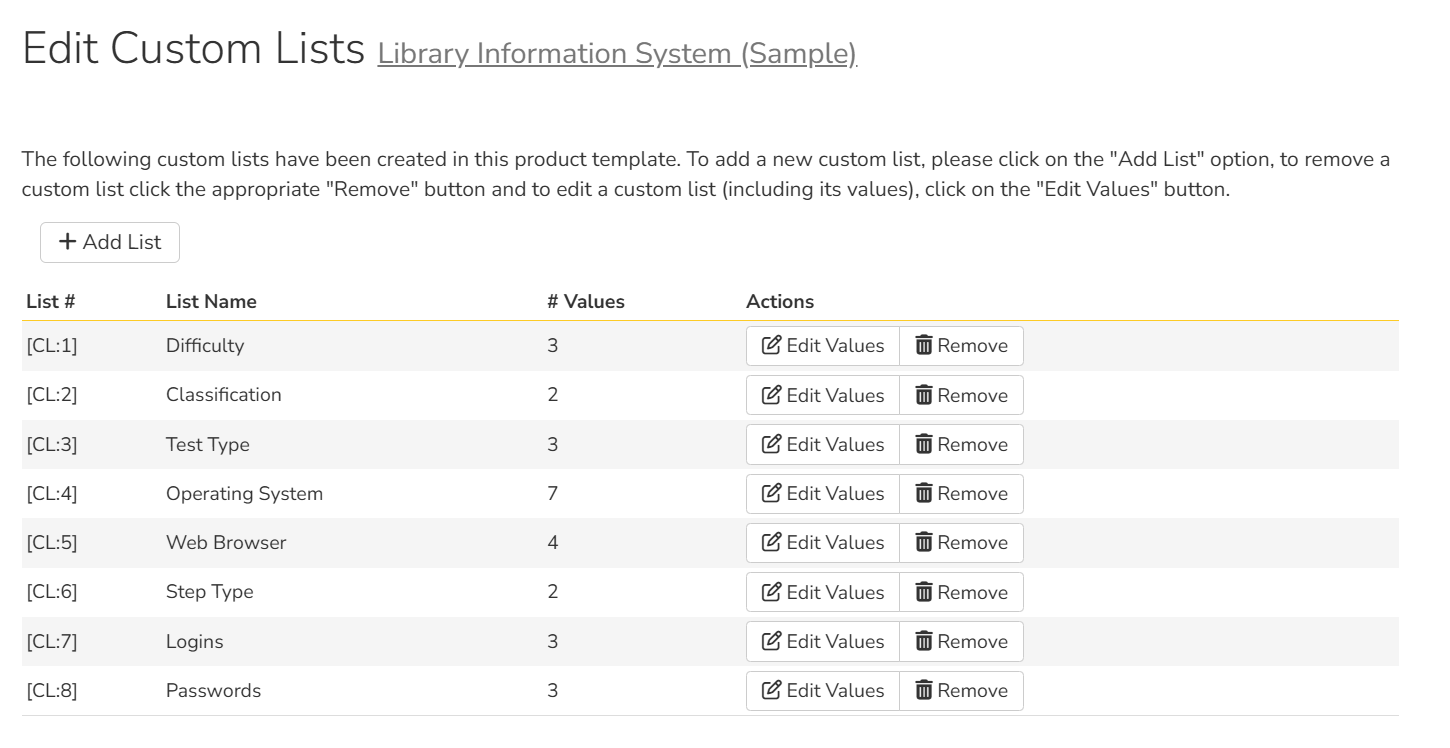 Edit Custom Lists Library Information System (Sample)
The following custom lists have been created in this product template. To add a new custom list, please click on the "Add List" option, to remove a
custom list click the appropriate "Remove" button and to edit a custom list (including its values), click on the "Edit Values" button.
Add List
List # List Name # Values Actions
[CL:1] Difficulty 3 Edit Values Remove
[CL:2] Classification 2 Edit Values Remove
[CL:3] Test Type 3 Edit Values Remove
[CL:4] Operating System 7 Edit Values Remove
[CL:5] Web Browser 4 Edit Values Remove
[CL:6] Step Type 2 Edit Values Remove
[CL:7] Logins 3 Edit Values Remove
[CL:8] Passwords 3 Edit Values Remove